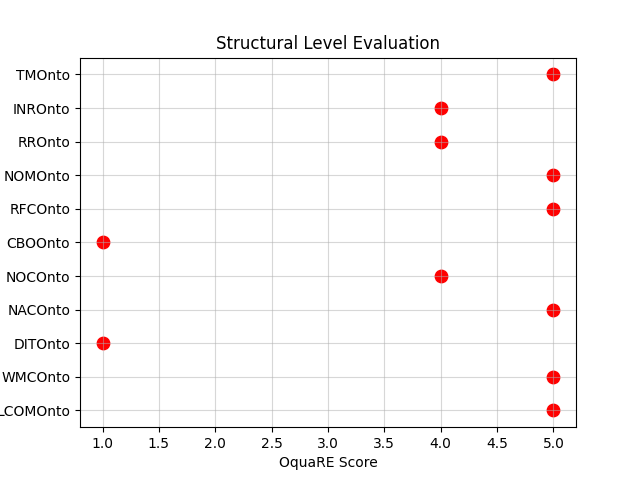 Structural Level Evaluation
TMOnto
INROnto
RROnto
NOMOnto
RFCOnto
CBOOnto
NOCOnto
NACOnto
DITOnto
WMCOnto
LCOMOnto
1.0 1.5 2.0 2.5 3.0 3.5 4.0 4.5 5.0
OquaRE Score